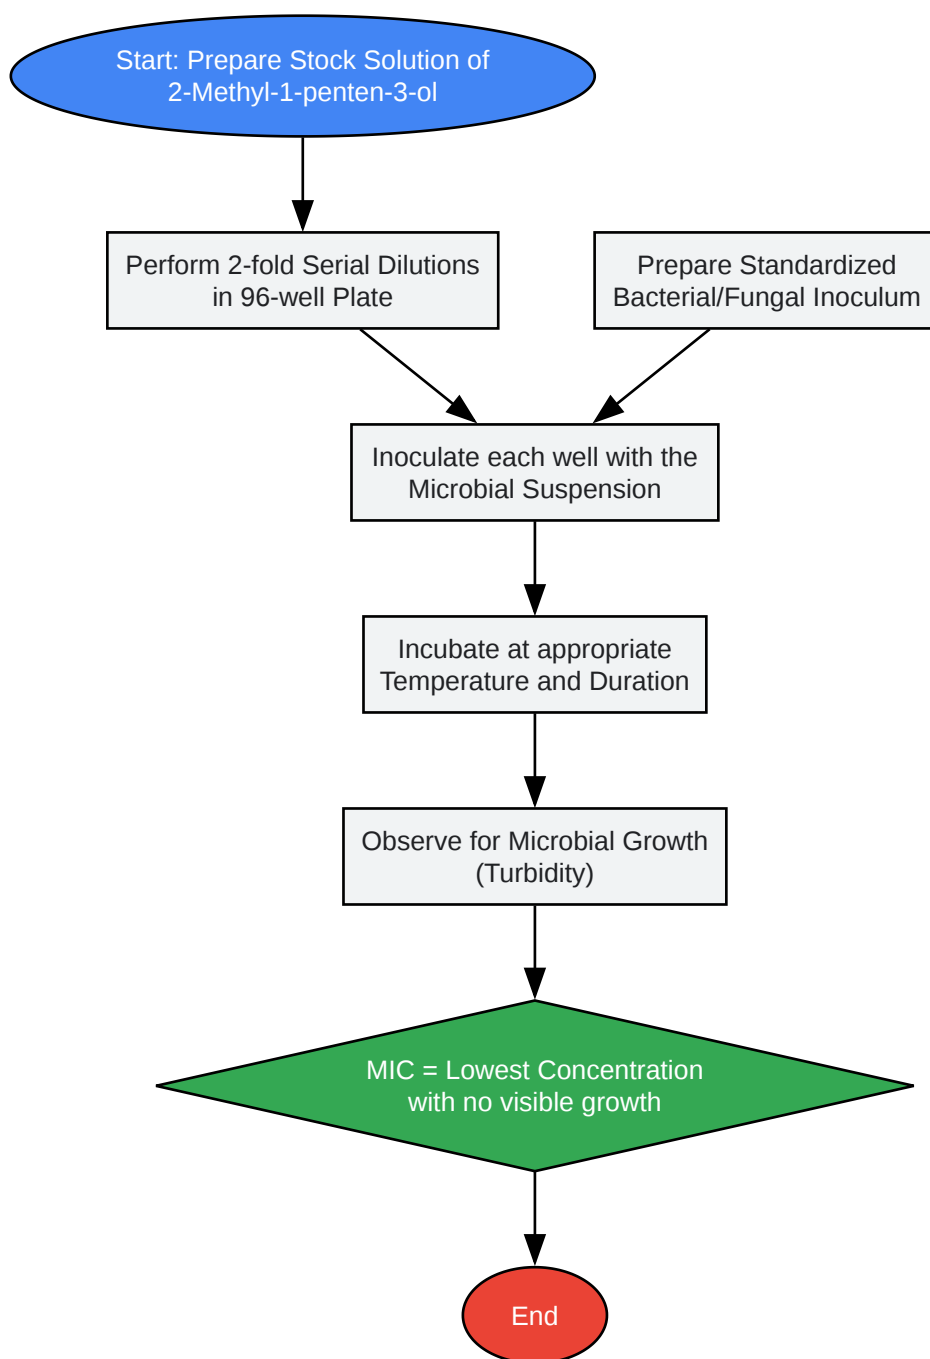 Start: Prepare Stock Solution of
2-Methyl-1-penten-3-ol
Perform 2-fold Serial Dilutions
in 96-well Plate
Prepare Standardized
Bacterial/Fungal Inoculum
Inoculate each well with the
Microbial Suspension
Incubate at appropriate
Temperature and Duration
Observe for Microbial Growth
(Turbidity)
MIC = Lowest Concentration
with no visible growth
End